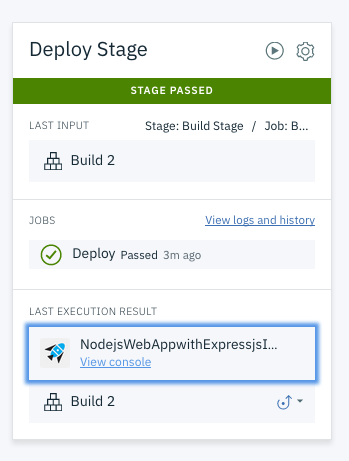 Deploy Stage
STAGE PASSED
LAST INPUT Stage: Build Stage / Job: B...
Build 2
JOBS View logs and history
Deploy Passed 3m ago
LAST EXECUTION RESULT
NodejsWebAppwithExpressjsI...
View console
Build 2